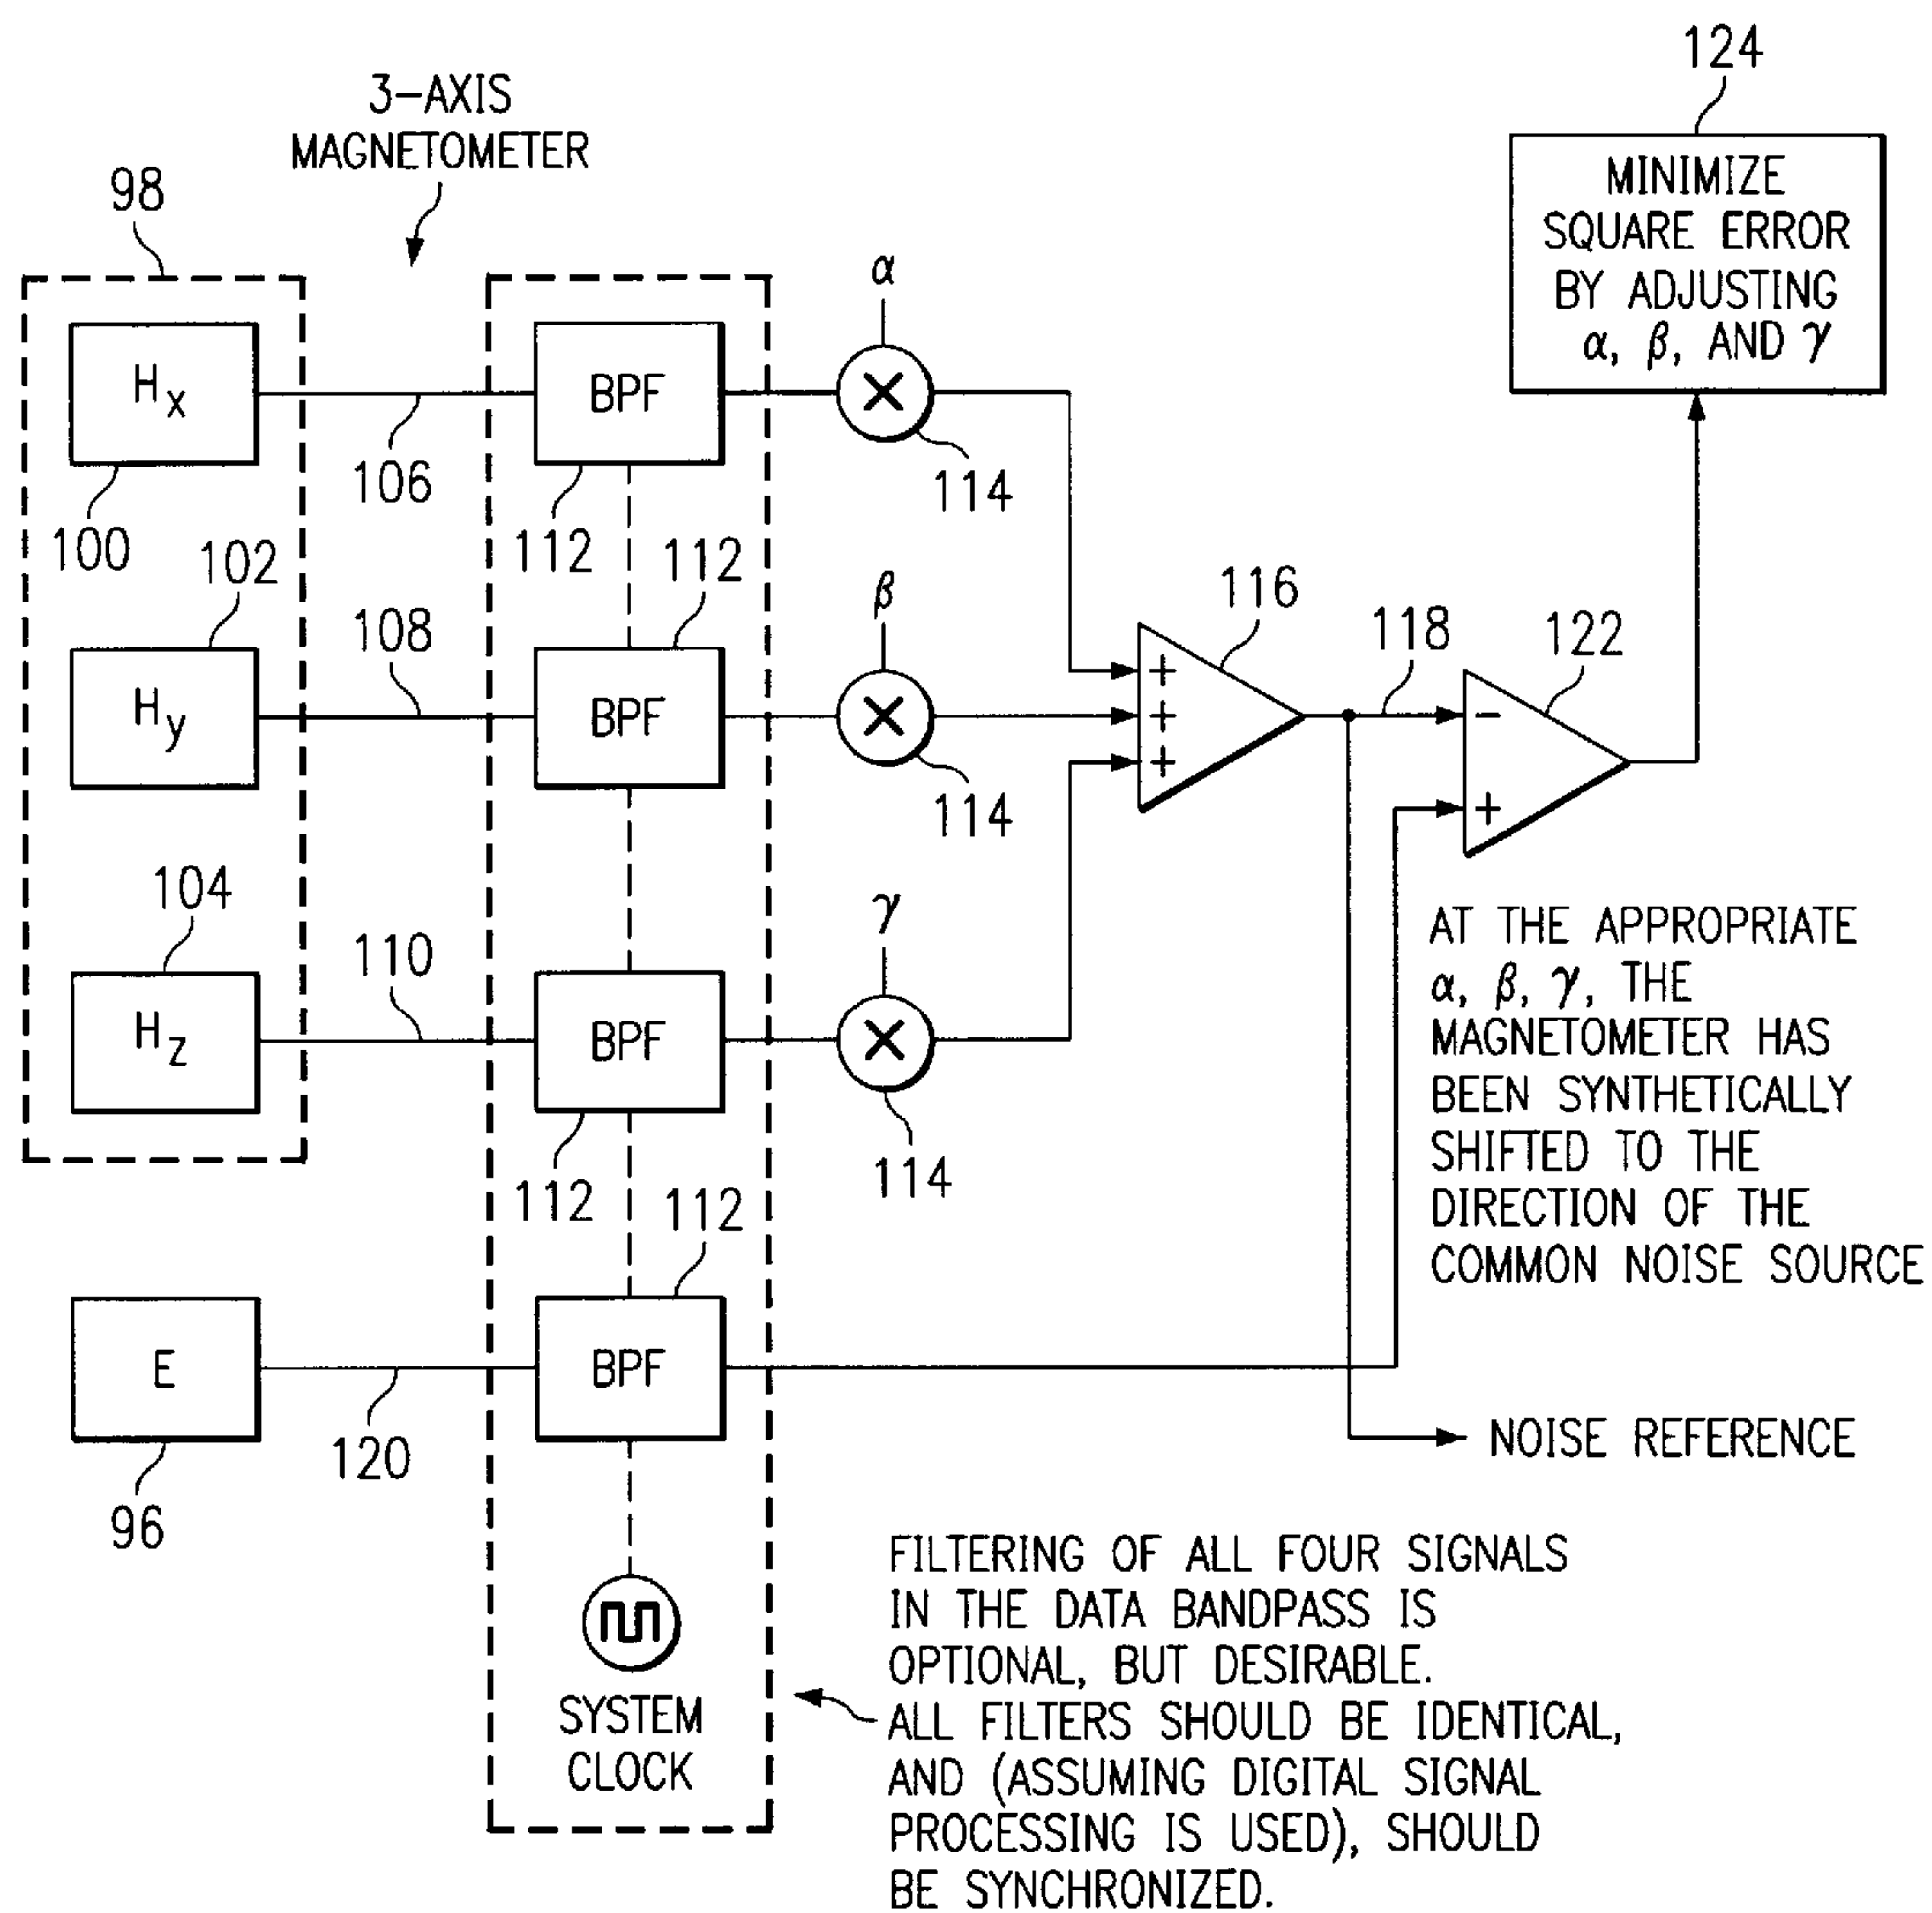 124
3-AXIS
MAGNETOMETER
MINIMIZE
SQUARE ERROR
BY ADJUSTING
α, β, AND γ
98
α
Hx
BPF
106
114
100
112
102
112
β
116
108
118
122
Hy
BPF
+
+
+
−
+
114
104
γ
110
AT THE APPROPRIATE
α, β, γ, THE
MAGNETOMETER HAS
BEEN SYNTHETICALLY
SHIFTED TO THE
DIRECTION OF THE
COMMON NOISE SOURCE
Hz
BPF
114
112
112
E
BPF
120
96
NOISE REFERENCE
SYSTEM
CLOCK
FILTERING OF ALL FOUR SIGNALS
IN THE DATA BANDPASS IS
OPTIONAL, BUT DESIRABLE.
ALL FILTERS SHOULD BE IDENTICAL,
AND (ASSUMING DIGITAL SIGNAL
PROCESSING IS USED), SHOULD
BE SYNCHRONIZED.